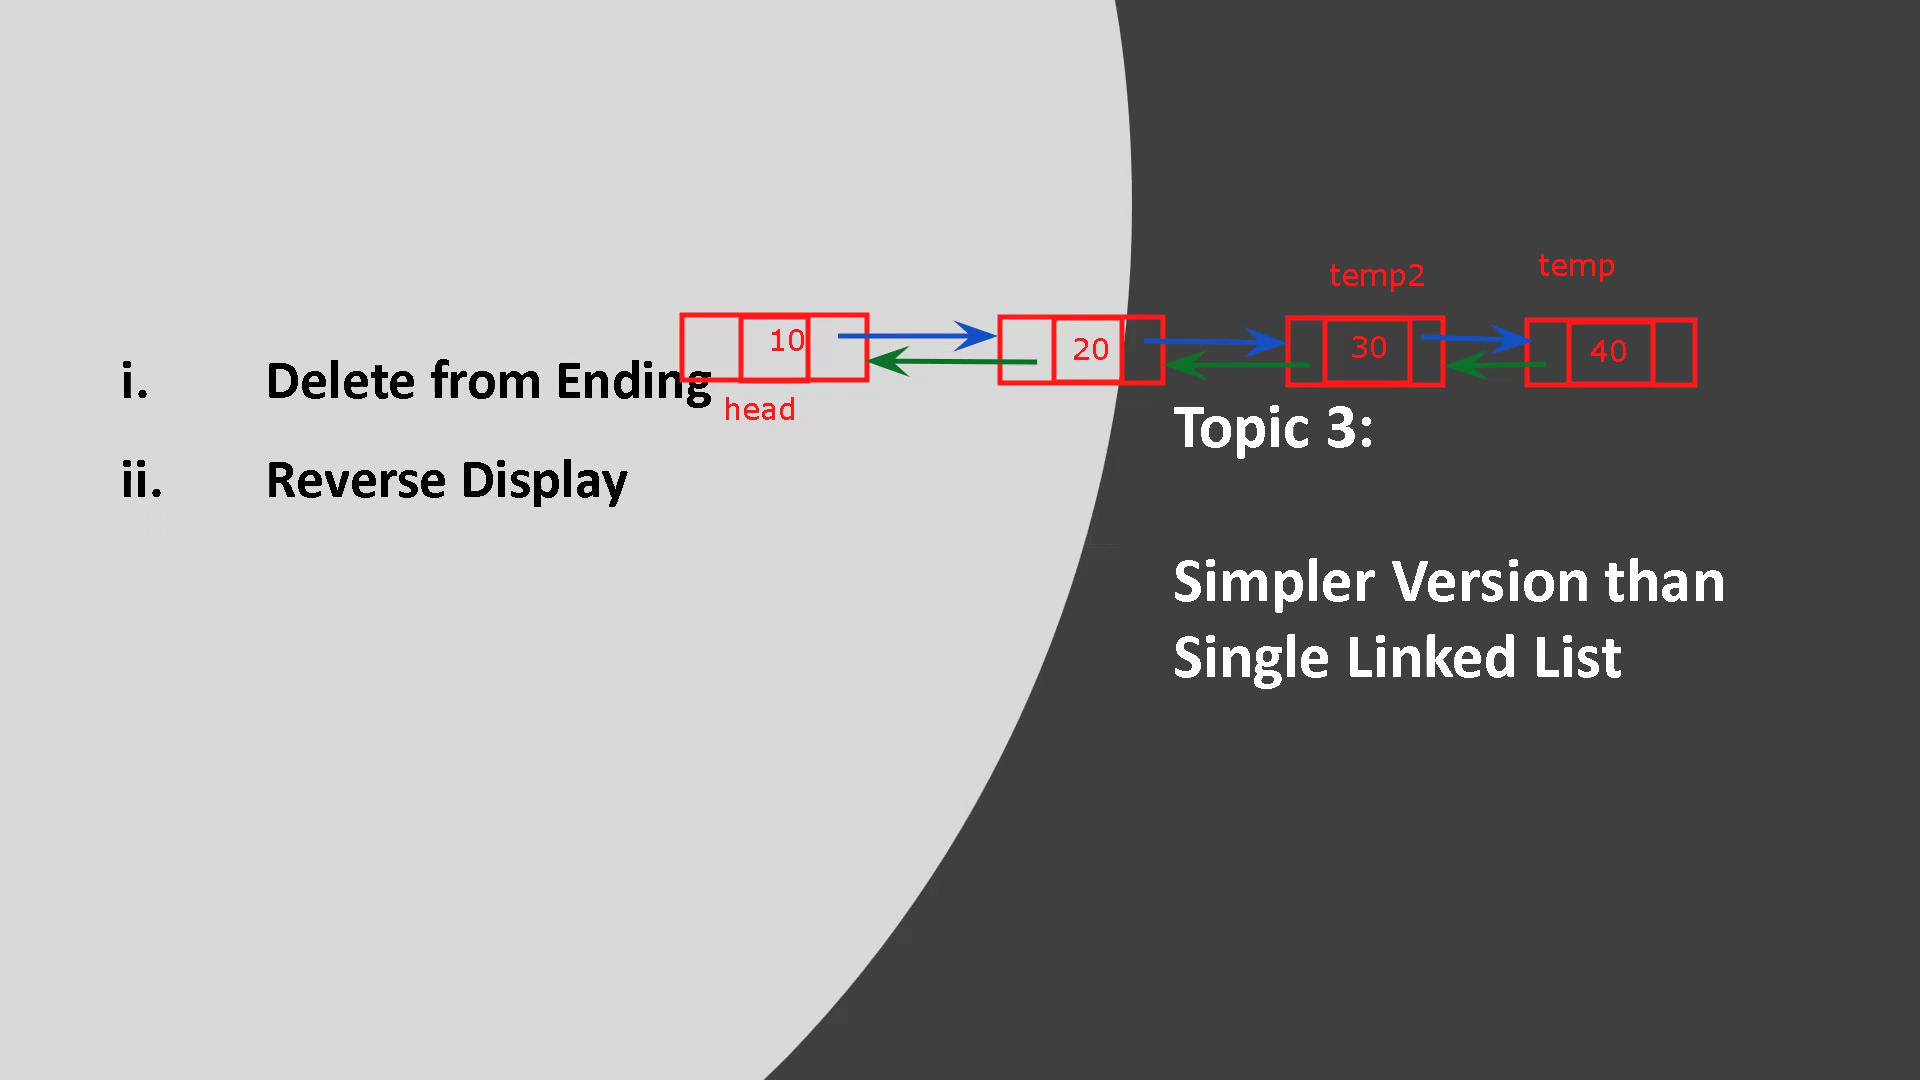 i. Delete from Ending
ii. Reverse Display
10
20
30
40
head
temp2
temp
Topic 3:
Simpler Version than
Single Linked List